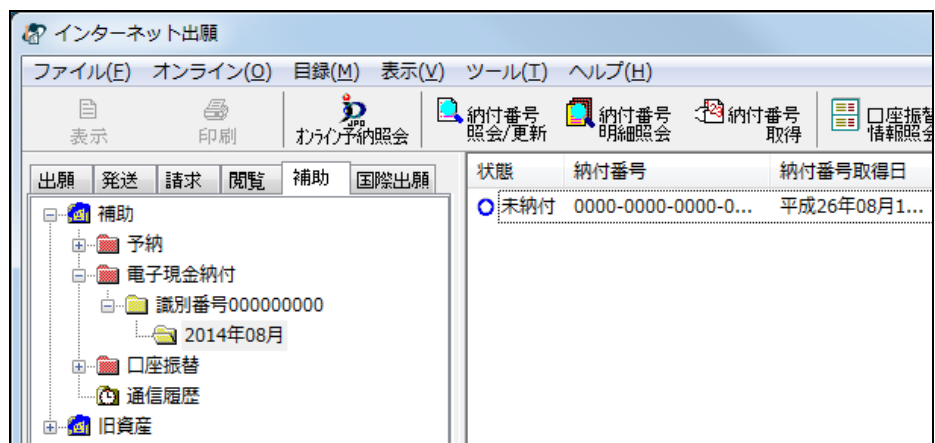 インターネット出願
ファイル(F) オンライン(O) 目録(M) 表示(V) ツール(T) ヘルプ(H)
表示
印刷
JPO
オンライン予納照会
納付番号
照会/更新
納付番号
明細照会
納付番号
取得
口座振替
情報照会
出願 発送 請求 閲覧 補助 国際出願
補助
予納
電子現金納付
識別番号000000000
2014年08月
口座振替
通信履歴
旧資産
状態 納付番号 納付番号取得日
未納付 0000-0000-0000-0... 平成26年08月1...